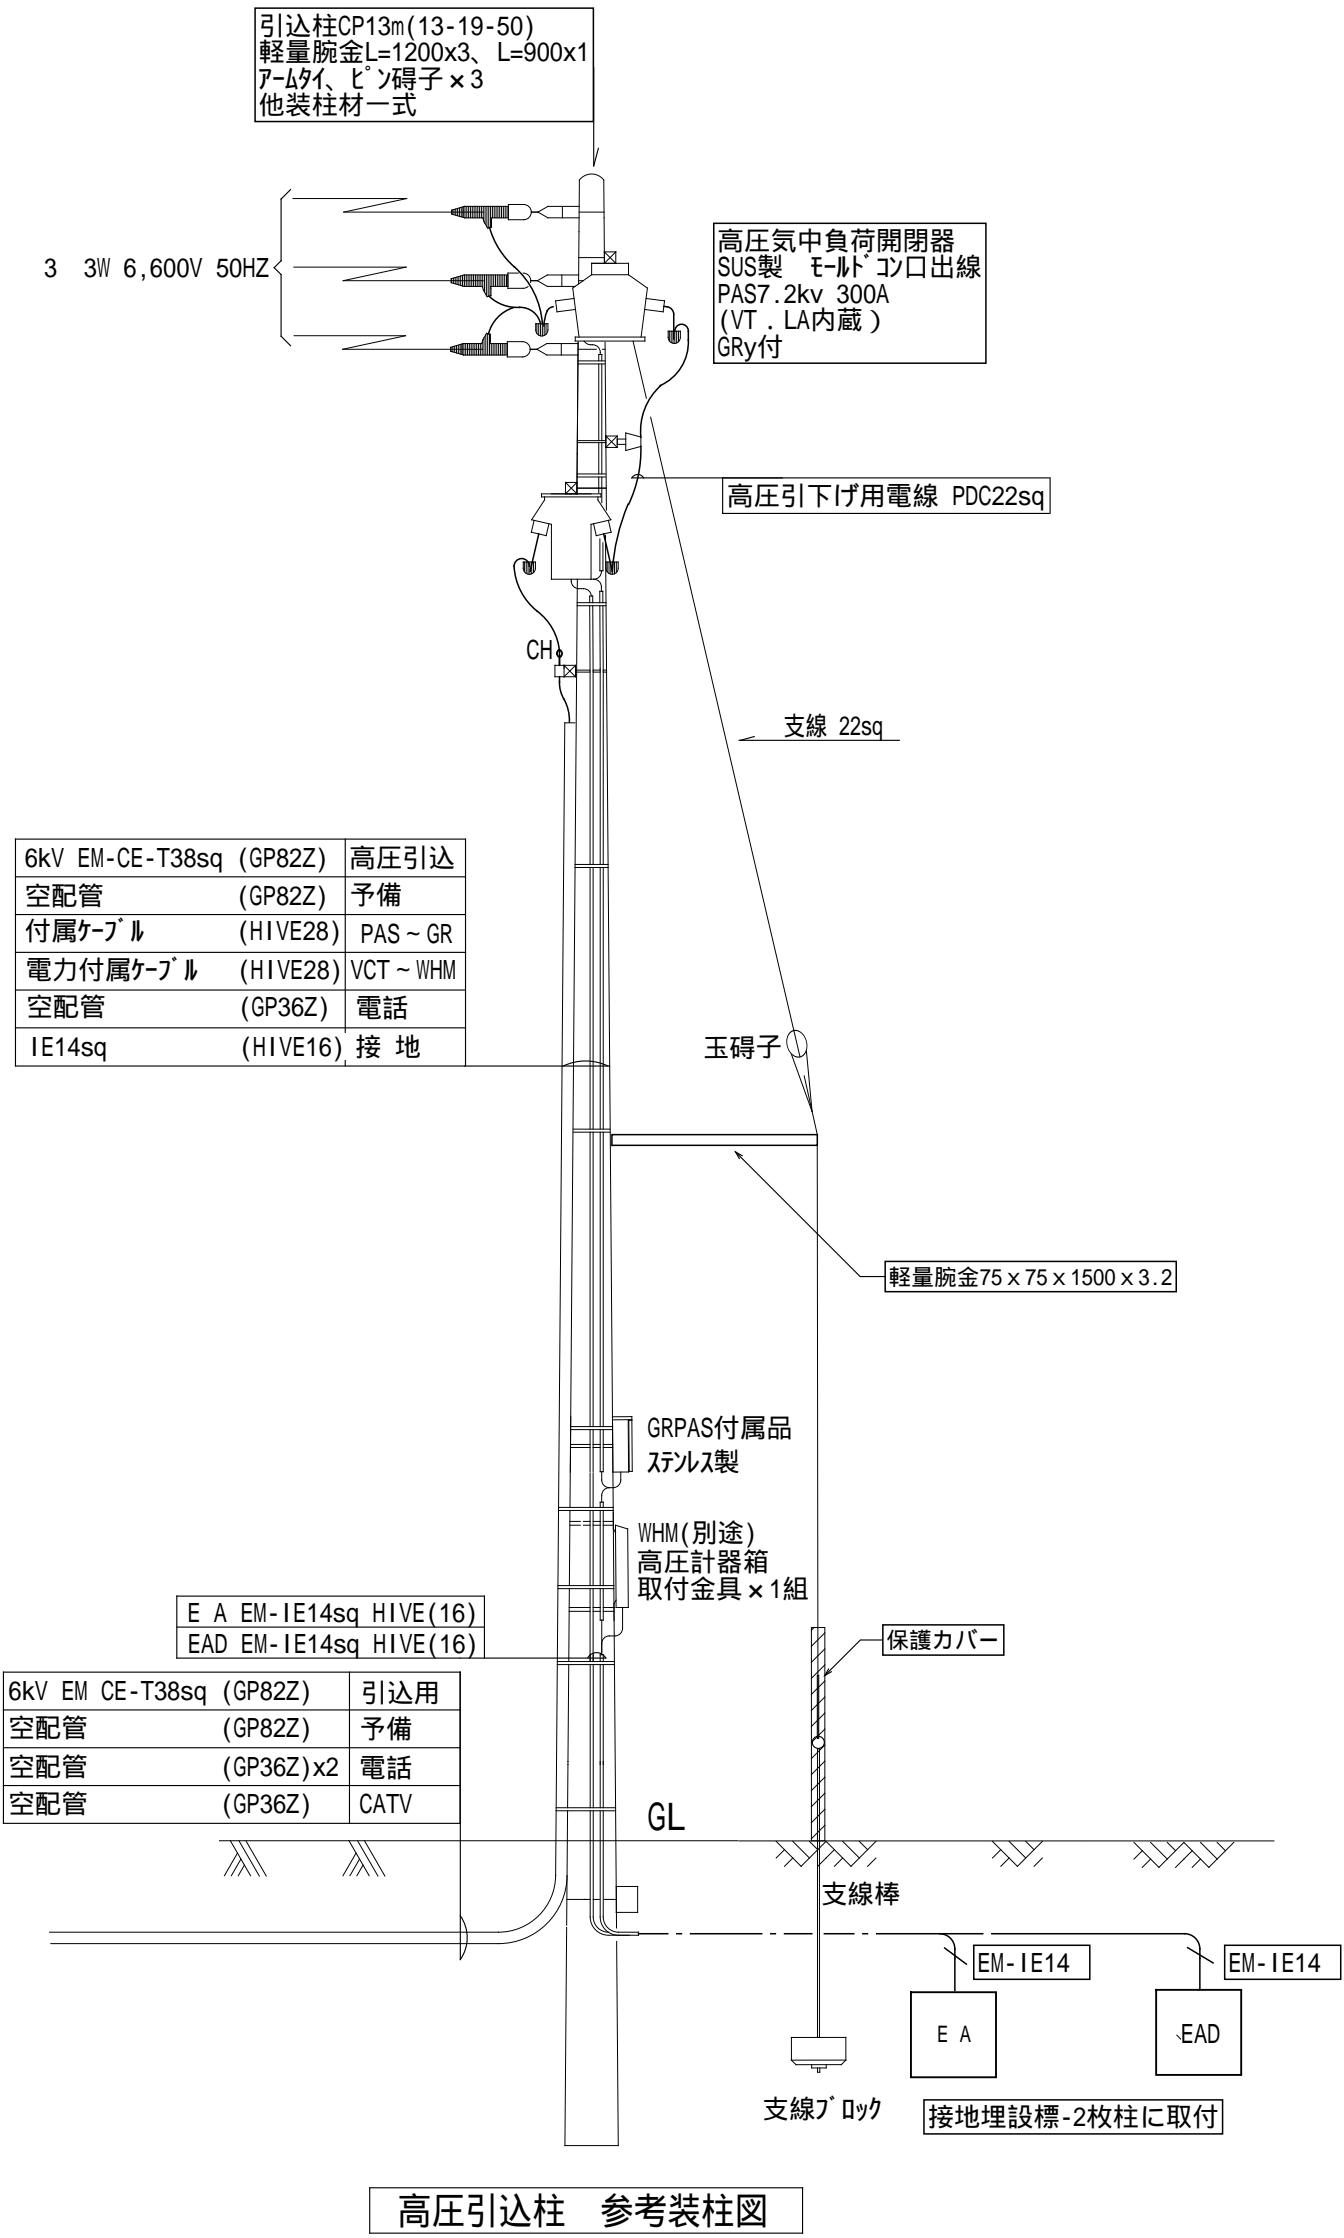 引込柱CP13m(13-19-50)
軽量腕金L=1200x3、L=900x1
ｱｰﾑﾀｲ、ﾋﾟﾝ碍子×3
他装柱材一式
3 3W 6,600V 50HZ
高圧気中負荷開閉器
SUS製 ﾓｰﾙﾄﾞｺﾝ口出線
PAS7.2kv 300A
(VT．LA内蔵)
GRy付
高圧引下げ用電線 PDC22sq
CH
支線 22sq
6kV EM-CE-T38sq (GP82Z) 高圧引込
空配管 (GP82Z) 予備
付属ｹｰﾌﾞﾙ (HIVE28) PAS～GR
電力付属ｹｰﾌﾞﾙ (HIVE28) VCT～WHM
空配管 (GP36Z) 電話
IE14sq (HIVE16) 接 地
玉碍子
軽量腕金75×75×1500×3.2
GRPAS付属品
ｽﾃﾝﾚｽ製
WHM(別途)
高圧計器箱
取付金具×1組
E A EM-IE14sq HIVE(16)
EAD EM-IE14sq HIVE(16)
保護カバー
6kV EM CE-T38sq (GP82Z) 引込用
空配管 (GP82Z) 予備
空配管 (GP36Z)x2 電話
空配管 (GP36Z) CATV
GL
支線棒
EM-IE14
EM-IE14
E A
EAD
支線ﾌﾞﾛｯｸ
接地埋設標-2枚柱に取付
高圧引込柱 参考装柱図